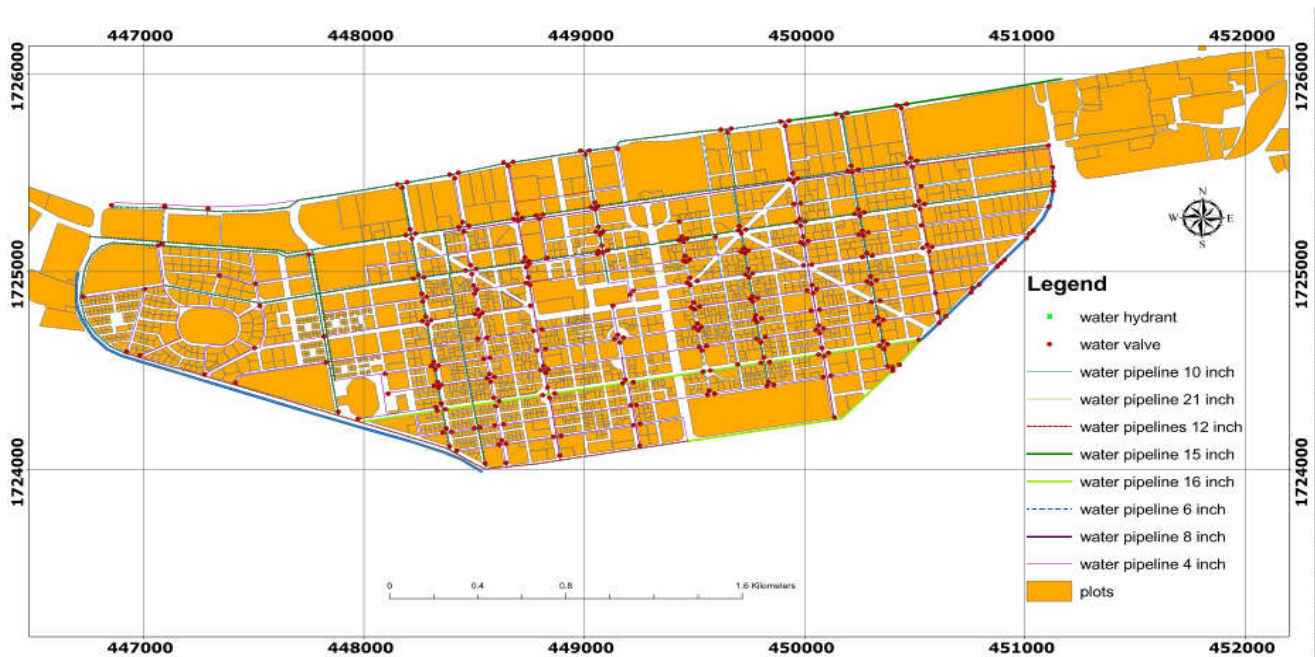 447000 448000 449000 450000 451000 452000
1726000 1726000
N
W E
S
1725000 1725000
Legend
water hydrant
water valve
water pipeline 10 inch
water pipeline 21 inch
water pipelines 12 inch
water pipeline 15 inch
water pipeline 16 inch
water pipeline 6 inch
water pipeline 8 inch
water pipeline 4 inch
plots
1724000 1724000
0 0.4 0.8 1.6 Kilometers
447000 448000 449000 450000 451000 452000